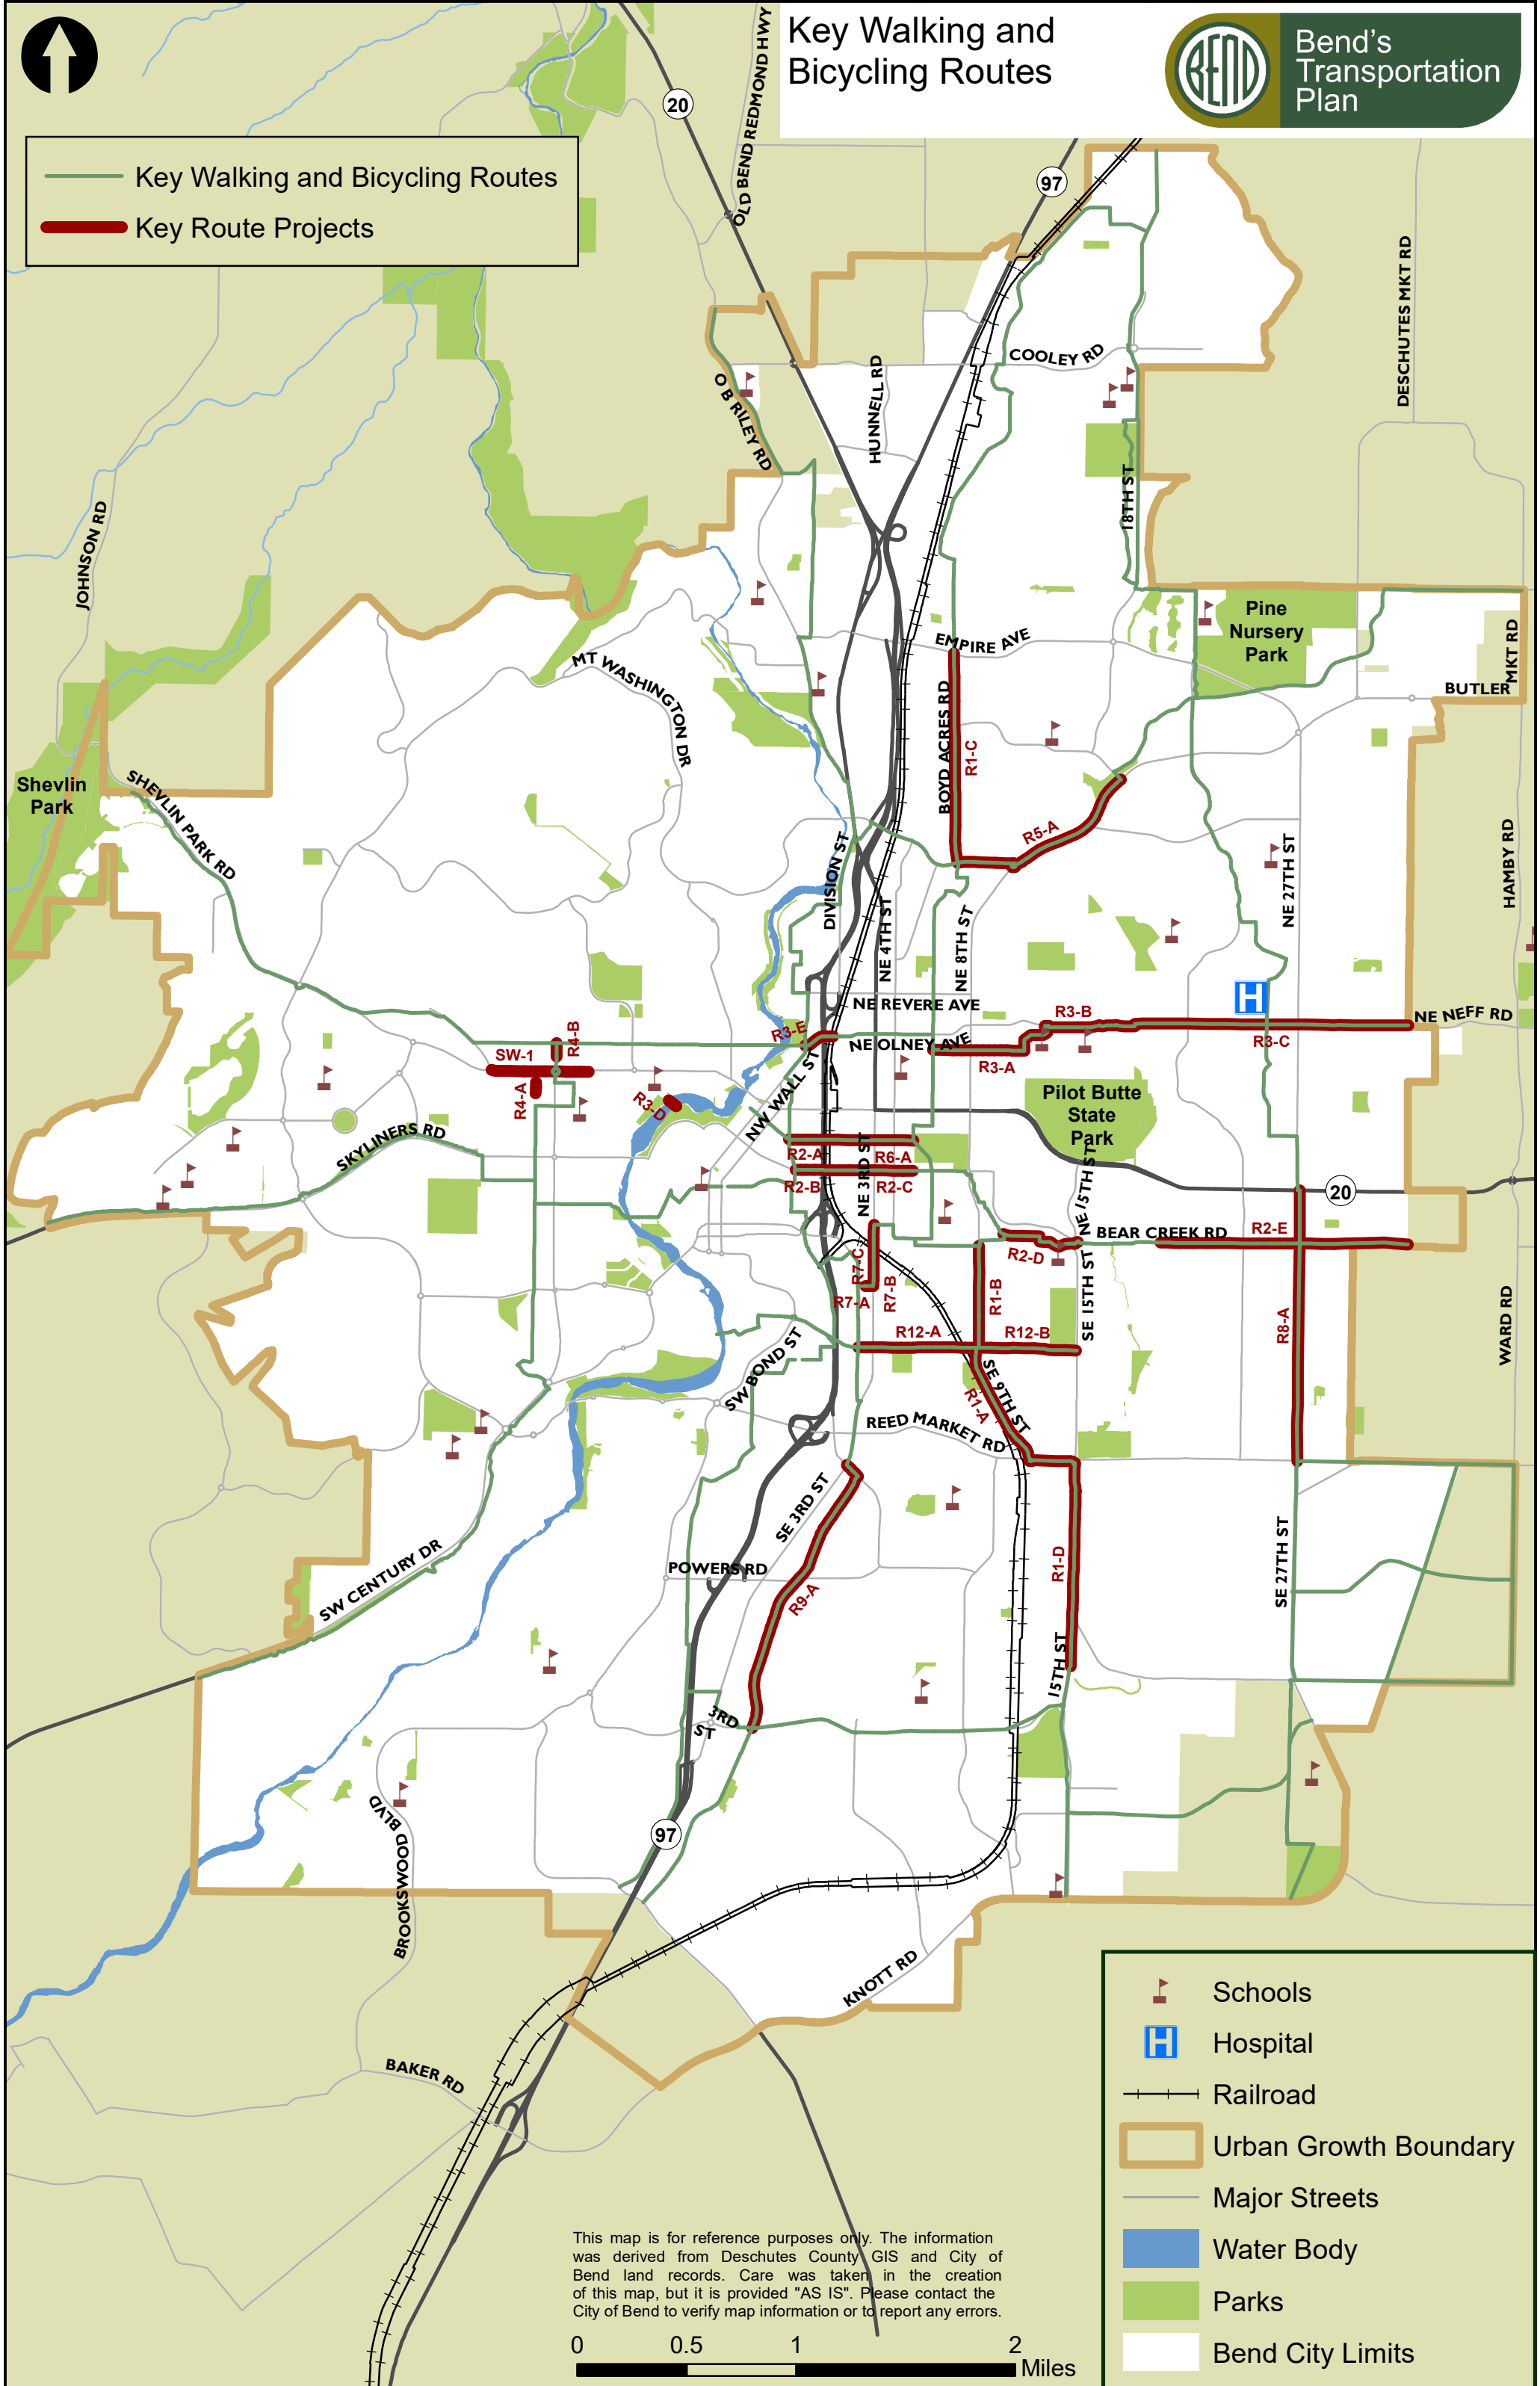 Key Walking and
Bicycling Routes
BEND
Bend's
Transportation
Plan
Key Walking and Bicycling Routes
Key Route Projects
20
OLD BEND REDMOND HWY
97
DESCHUTES MKT RD
COOLEY RD
HUNNELL RD
O B RILEY RD
18TH ST
JOHNSON RD
Pine
Nursery
Park
EMPIRE AVE
MKT RD
BUTLER
MT WASHINGTON DR
BOYD ACRES RD
R1-C
Shevlin
Park
SHEVLIN PARK RD
R5-A
DIVISION ST
NE 4TH ST
NE 8TH ST
NE 27TH ST
HAMBY RD
H
NE REVERE AVE
R3-B
NE NEFF RD
R3-E
NE OLNEY AVE
R3-C
R3-A
SW-1
R4-B
R4-A
R3-D
NW WALL ST
Pilot Butte
State
Park
SKYLINERS RD
R2-A
R6-A
R2-B
R2-C
NE 3RD ST
NE 15TH ST
20
BEAR CREEK RD
R2-E
R2-D
R7-C
R7-A
R7-B
R1-B
SE 15TH ST
R8-A
WARD RD
R12-A
R12-B
SW BOND ST
SE 9TH ST
R1-A
REED MARKET RD
SE 3RD ST
SW CENTURY DR
POWERS RD
R9-A
R1-D
SE 27TH ST
15TH ST
3RD
ST
97
BROOKSWOOD BLVD
KNOTT RD
BAKER RD
Schools
H
Hospital
Railroad
Urban Growth Boundary
Major Streets
Water Body
Parks
Bend City Limits
This map is for reference purposes only. The information
was derived from Deschutes County GIS and City of
Bend land records. Care was taken in the creation
of this map, but it is provided "AS IS". Please contact the
City of Bend to verify map information or to report any errors.
0 0.5 1 2
Miles